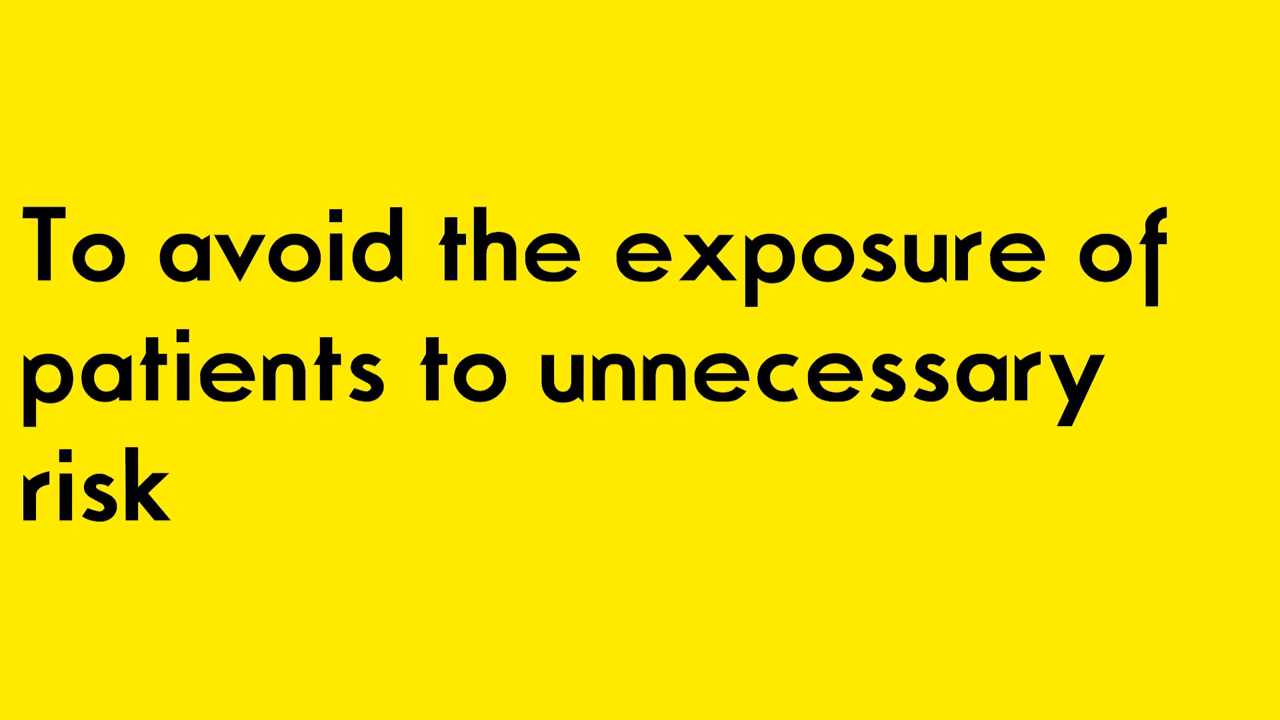 To avoid the exposure of
patients to unnecessary
risk